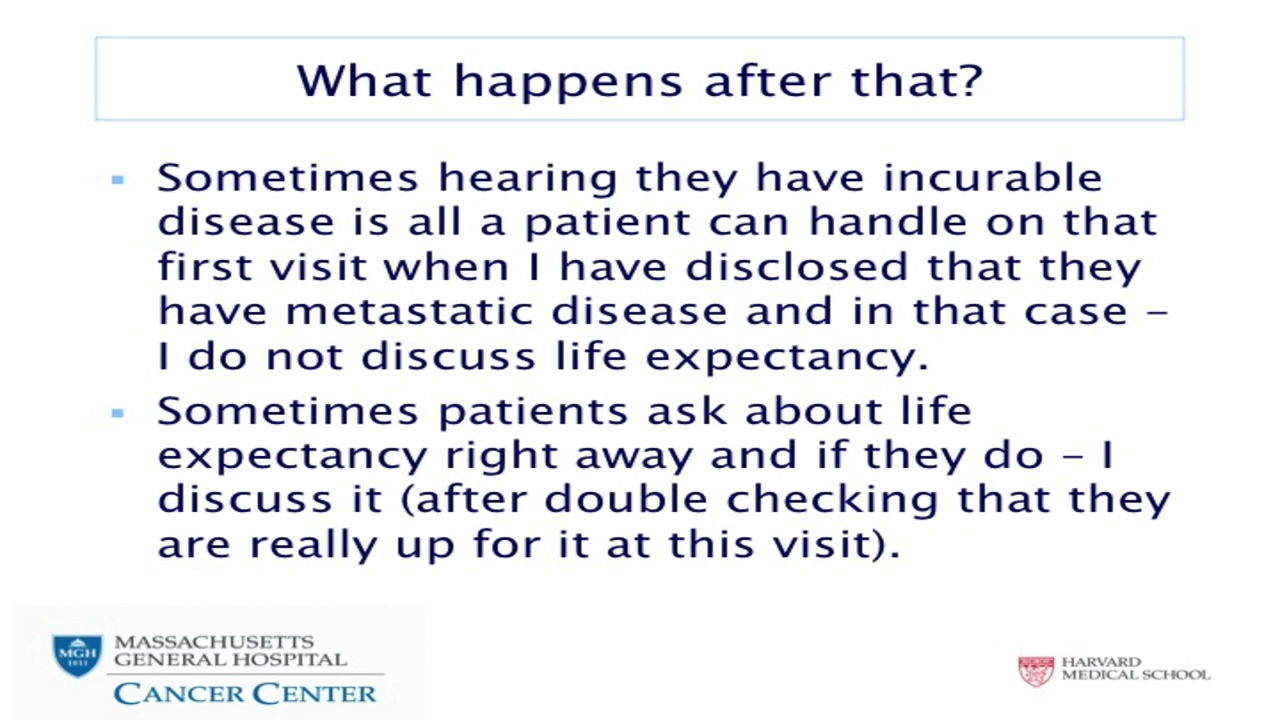 What happens after that?
Sometimes hearing they have incurable
disease is all a patient can handle on that
first visit when I have disclosed that they
have metastatic disease and in that case –
I do not discuss life expectancy.
Sometimes patients ask about life
expectancy right away and if they do – I
discuss it (after double checking that they
are really up for it at this visit).
MGH
1811
MASSACHUSETTS
GENERAL HOSPITAL
CANCER CENTER
HARVARD
MEDICAL SCHOOL